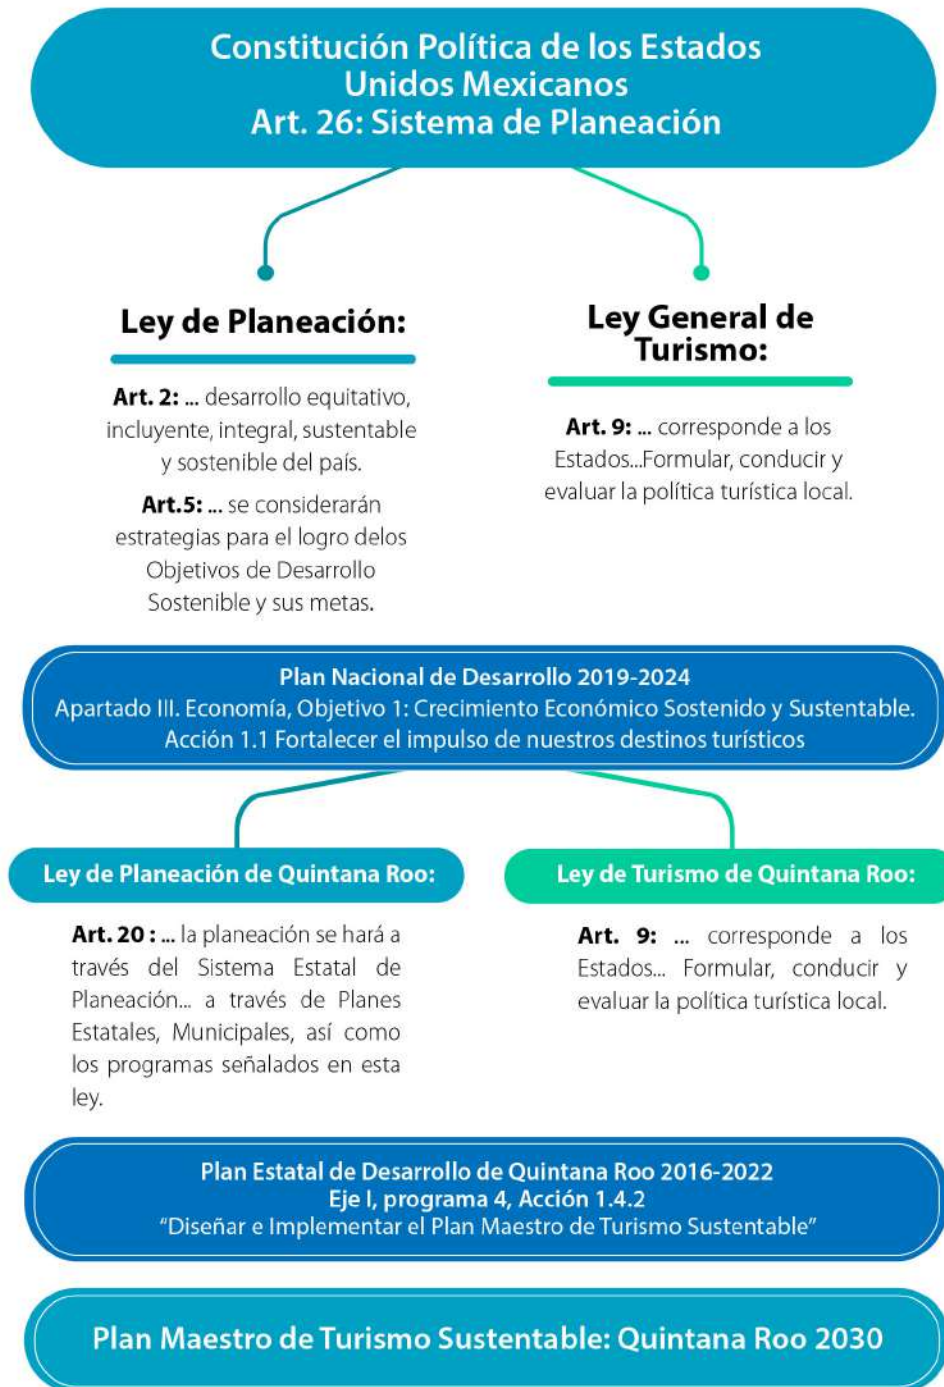 Constitución Política de los Estados
Unidos Mexicanos
Art. 26: Sistema de Planeación
Ley de Planeación:
Art. 2: ... desarrollo equitativo,
incluyente, integral, sustentable
y sostenible del país.
Art.5: ... se considerarán
estrategias para el logro delos
Objetivos de Desarrollo
Sostenible y sus metas.
Ley General de
Turismo:
Art. 9: ... corresponde a los
Estados...Formular, conducir y
evaluar la política turística local.
Plan Nacional de Desarrollo 2019-2024
Apartado III. Economía, Objetivo 1: Crecimiento Económico Sostenido y Sustentable.
Acción 1.1 Fortalecer el impulso de nuestros destinos turísticos
Ley de Planeación de Quintana Roo:
Art. 20 : ... la planeación se hará a
través del Sistema Estatal de
Planeación... a través de Planes
Estatales, Municipales, así como
los programas señalados en esta
ley.
Ley de Turismo de Quintana Roo:
Art. 9: ... corresponde a los
Estados... Formular, conducir y
evaluar la política turística local.
Plan Estatal de Desarrollo de Quintana Roo 2016-2022
Eje I, programa 4, Acción 1.4.2
“Diseñar e Implementar el Plan Maestro de Turismo Sustentable”
Plan Maestro de Turismo Sustentable: Quintana Roo 2030